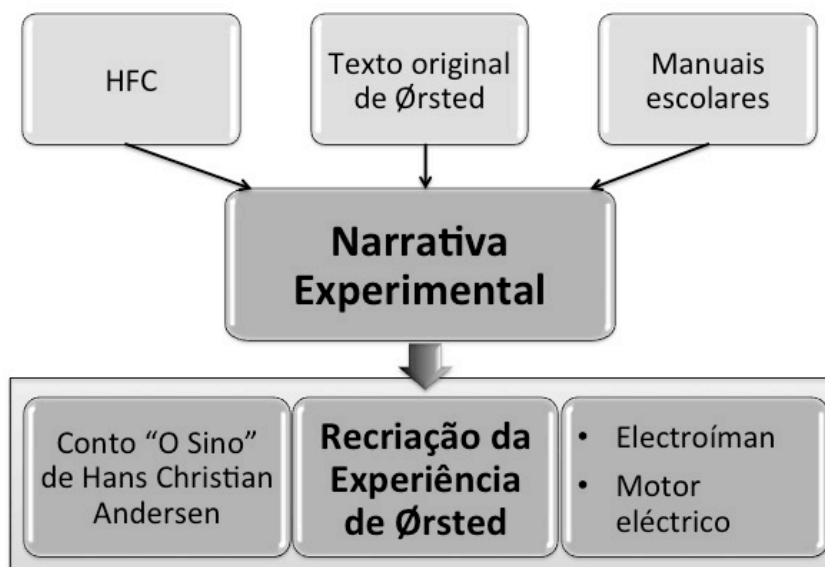 HFC
Texto original
de Ørsted
Manuais
escolares
Narrativa
Experimental
Conto “O Sino”
de Hans Christian
Andersen
Recriação da
Experiência
de Ørsted
• Electroíman
• Motor
eléctrico